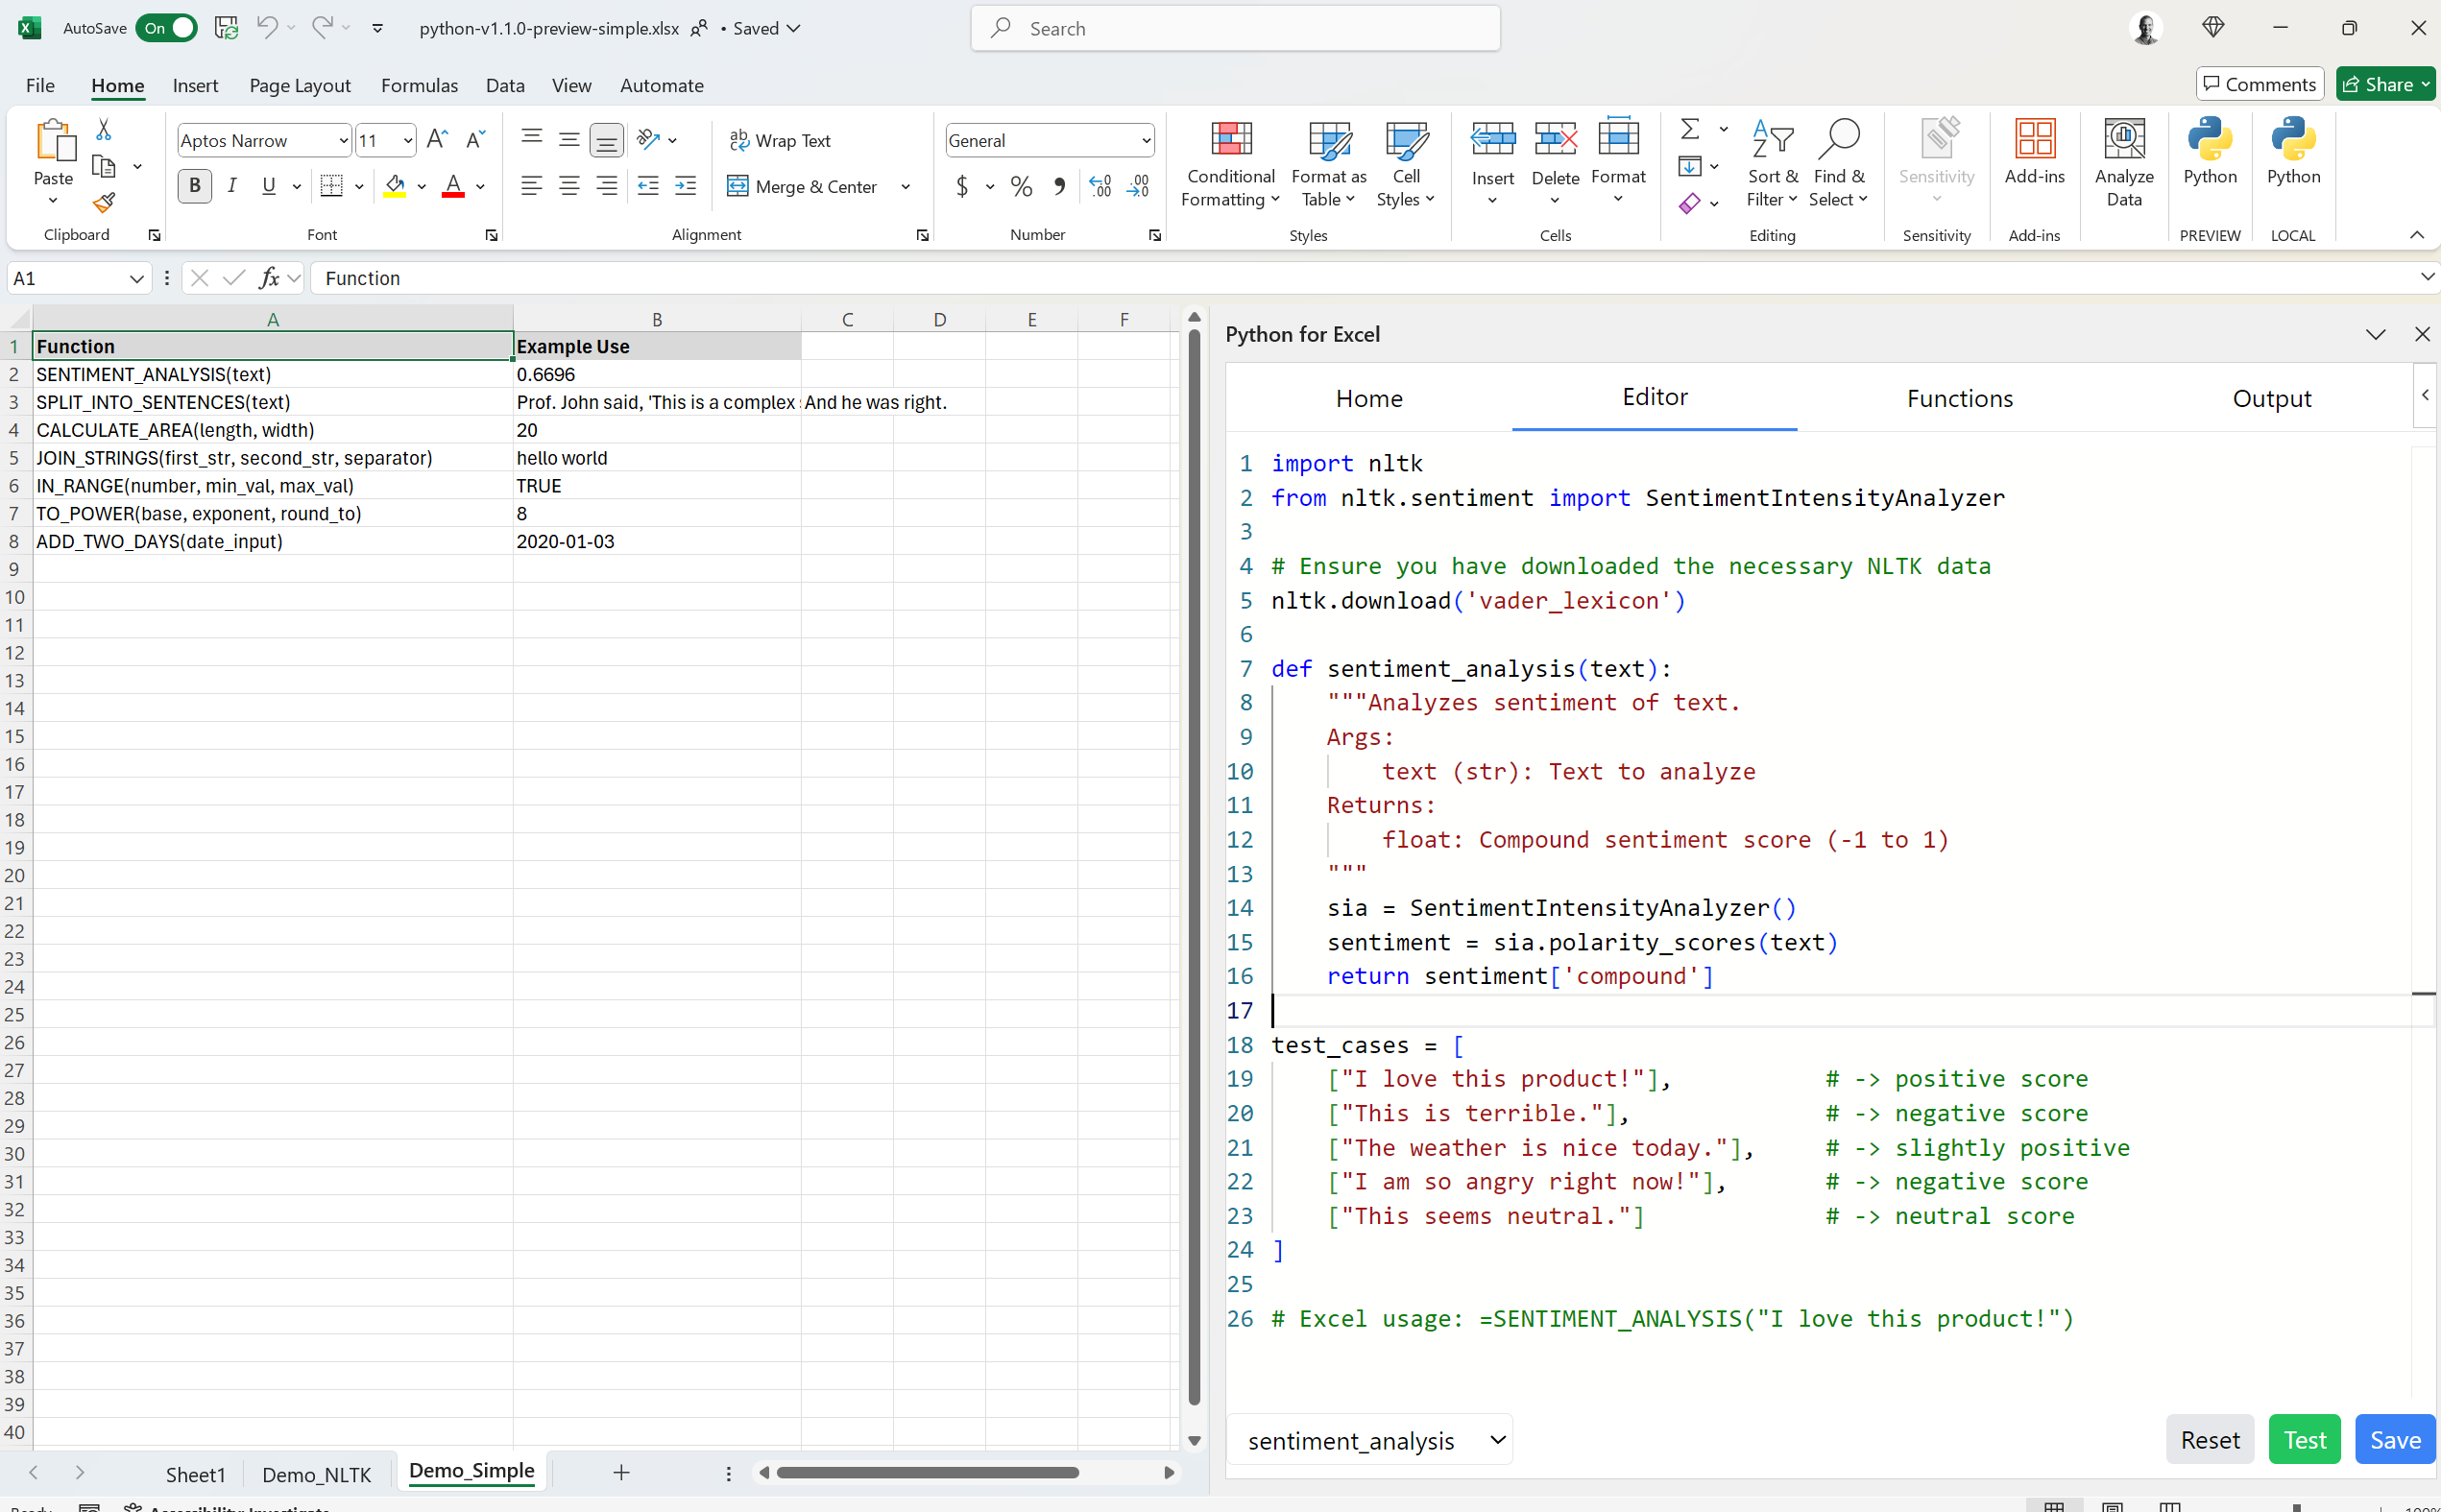 AutoSave On python-v1.1.0-preview-simple.xlsx • Saved Search
File Home Insert Page Layout Formulas Data View Automate Comments Share
Paste
Clipboard
Aptos Narrow 11
B I U A
Font
Wrap Text
Merge & Center
Alignment
General
$ % 9 .00 .00
Number
Conditional Formatting
Format as Table
Cell Styles
Styles
Insert
Delete
Format
Cells
Sort & Filter
Find & Select
Editing
Sensitivity
Sensitivity
Add-ins
Add-ins
Analyze Data
Python
PREVIEW
Python
LOCAL
A1 fx Function
A B C D E F
1 Function Example Use
2 SENTIMENT_ANALYSIS(text) 0.6696
3 SPLIT_INTO_SENTENCES(text) Prof. John said, 'This is a complex And he was right.
4 CALCULATE_AREA(length, width) 20
5 JOIN_STRINGS(first_str, second_str, separator) hello world
6 IN_RANGE(number, min_val, max_val) TRUE
7 TO_POWER(base, exponent, round_to) 8
8 ADD_TWO_DAYS(date_input) 2020-01-03
9
10
11
12
13
14
15
16
17
18
19
20
21
22
23
24
25
26
27
28
29
30
31
32
33
34
35
36
37
38
39
40
Sheet1 Demo_NLTK Demo_Simple
Python for Excel
Home Editor Functions Output
1 import nltk
2 from nltk.sentiment import SentimentIntensityAnalyzer
3
4 # Ensure you have downloaded the necessary NLTK data
5 nltk.download('vader_lexicon')
6
7 def sentiment_analysis(text):
8 """Analyzes sentiment of text.
9 Args:
10 text (str): Text to analyze
11 Returns:
12 float: Compound sentiment score (-1 to 1)
13 """
14 sia = SentimentIntensityAnalyzer()
15 sentiment = sia.polarity_scores(text)
16 return sentiment['compound']
17
18 test_cases = [
19 ["I love this product!"], # -> positive score
20 ["This is terrible."], # -> negative score
21 ["The weather is nice today."], # -> slightly positive
22 ["I am so angry right now!"], # -> negative score
23 ["This seems neutral."] # -> neutral score
24 ]
25
26 # Excel usage: =SENTIMENT_ANALYSIS("I love this product!")
sentiment_analysis Reset Test Save